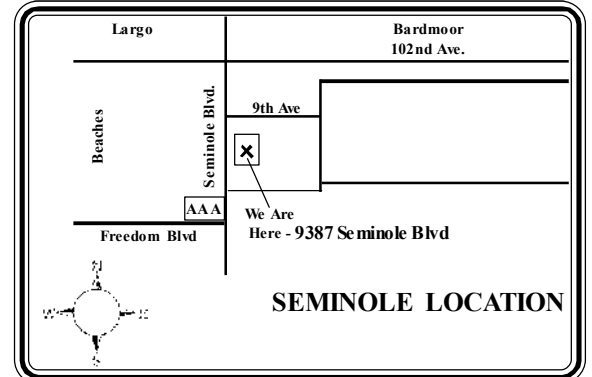 Largo
Bardmoor
102nd Ave.
Beaches
Seminole Blvd.
9th Ave
AAA
We Are
Here - 9387 Seminole Blvd
Freedom Blvd
N
W
E
S
SEMINOLE LOCATION